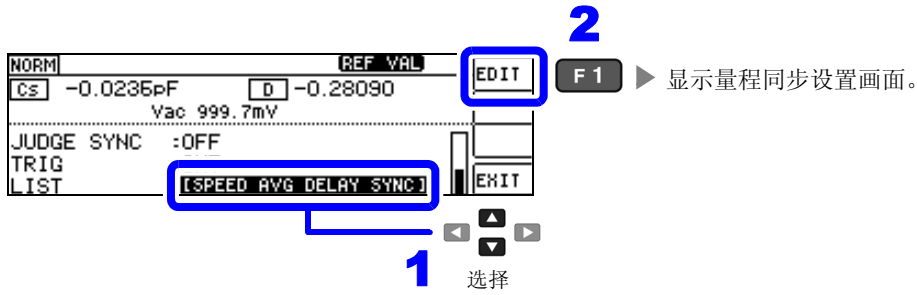 2
NORM REF VAL EDIT F1 ▶ 显示量程同步设置画面。
Cs -0.0235pF D -0.28090
Vac 999.7mV
JUDGE SYNC :OFF
TRIG
LIST [SPEED AVG DELAY SYNC] EXIT
1
选择